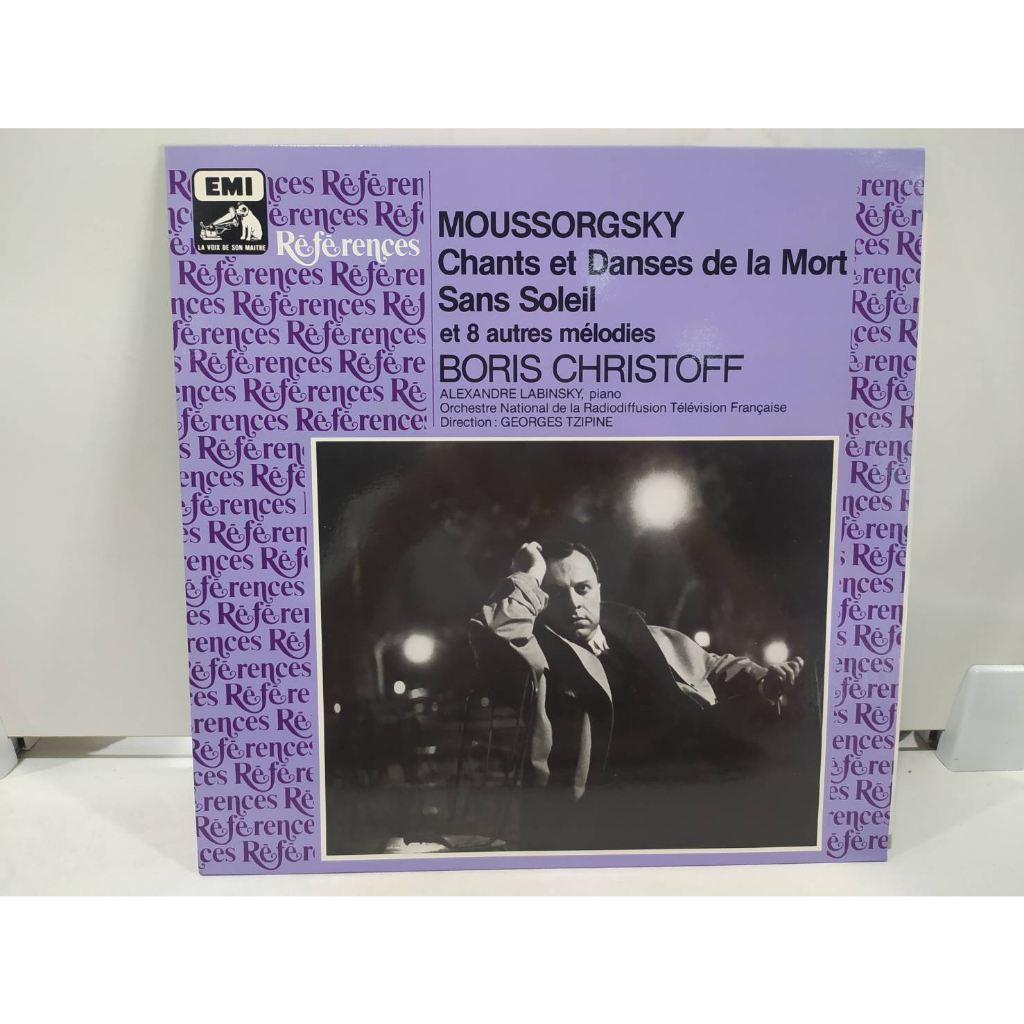 EMI
LA VOIX DE SON MAITRE
Références
MOUSSORGSKY
Chants et Danses de la Mort
Sans Soleil
et 8 autres mélodies
BORIS CHRISTOFF
ALEXANDRE LABINSKY, piano
Orchestre National de la Radiodiffusion Télévision Française
Direction : GEORGES TZIPINE